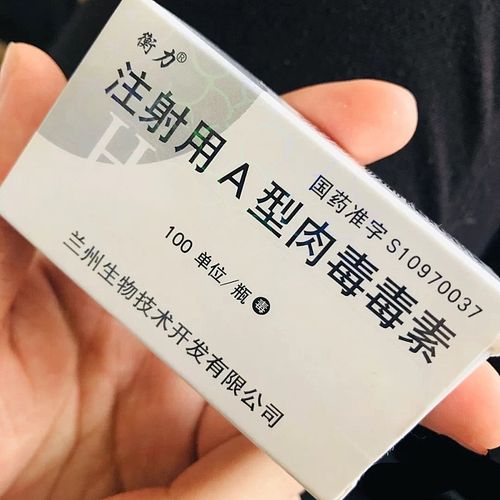 衡力®
注射用A型肉毒毒素
国药准字S10970037
100单位/瓶 毒
兰州生物技术开发有限公司